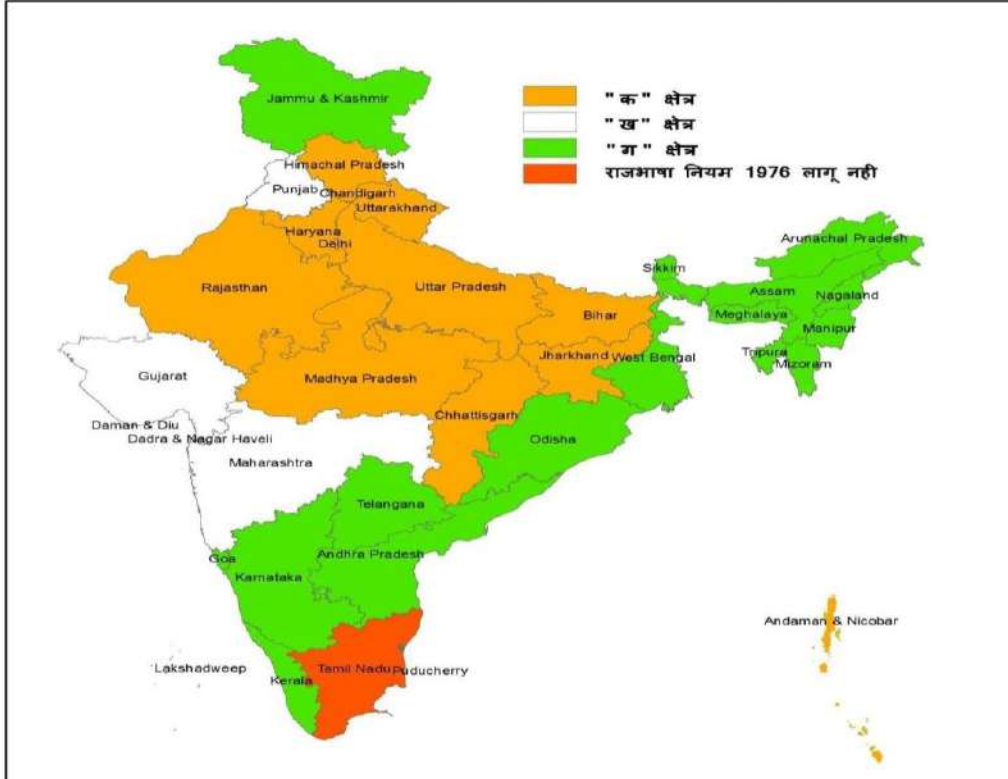 Jammu & Kashmir
"क" क्षेत्र
"ख" क्षेत्र
"ग" क्षेत्र
राजभाषा नियम 1976 लागू नही
Himachal Pradesh
Punjab
Chandigarh
Uttarakhand
Haryana
Delhi
Rajasthan
Uttar Pradesh
Bihar
Sikkim
Arunachal Pradesh
Assam
Nagaland
Meghalaya
Manipur
Tripura
Mizoram
Jharkhand
West Bengal
Gujarat
Madhya Pradesh
Chhattisgarh
Daman & Diu
Dadra & Nagar Haveli
Odisha
Maharashtra
Telangana
Goa
Andhra Pradesh
Karnataka
Andaman & Nicobar
Lakshadweep
Kerala
Tamil Nadu
Puducherry